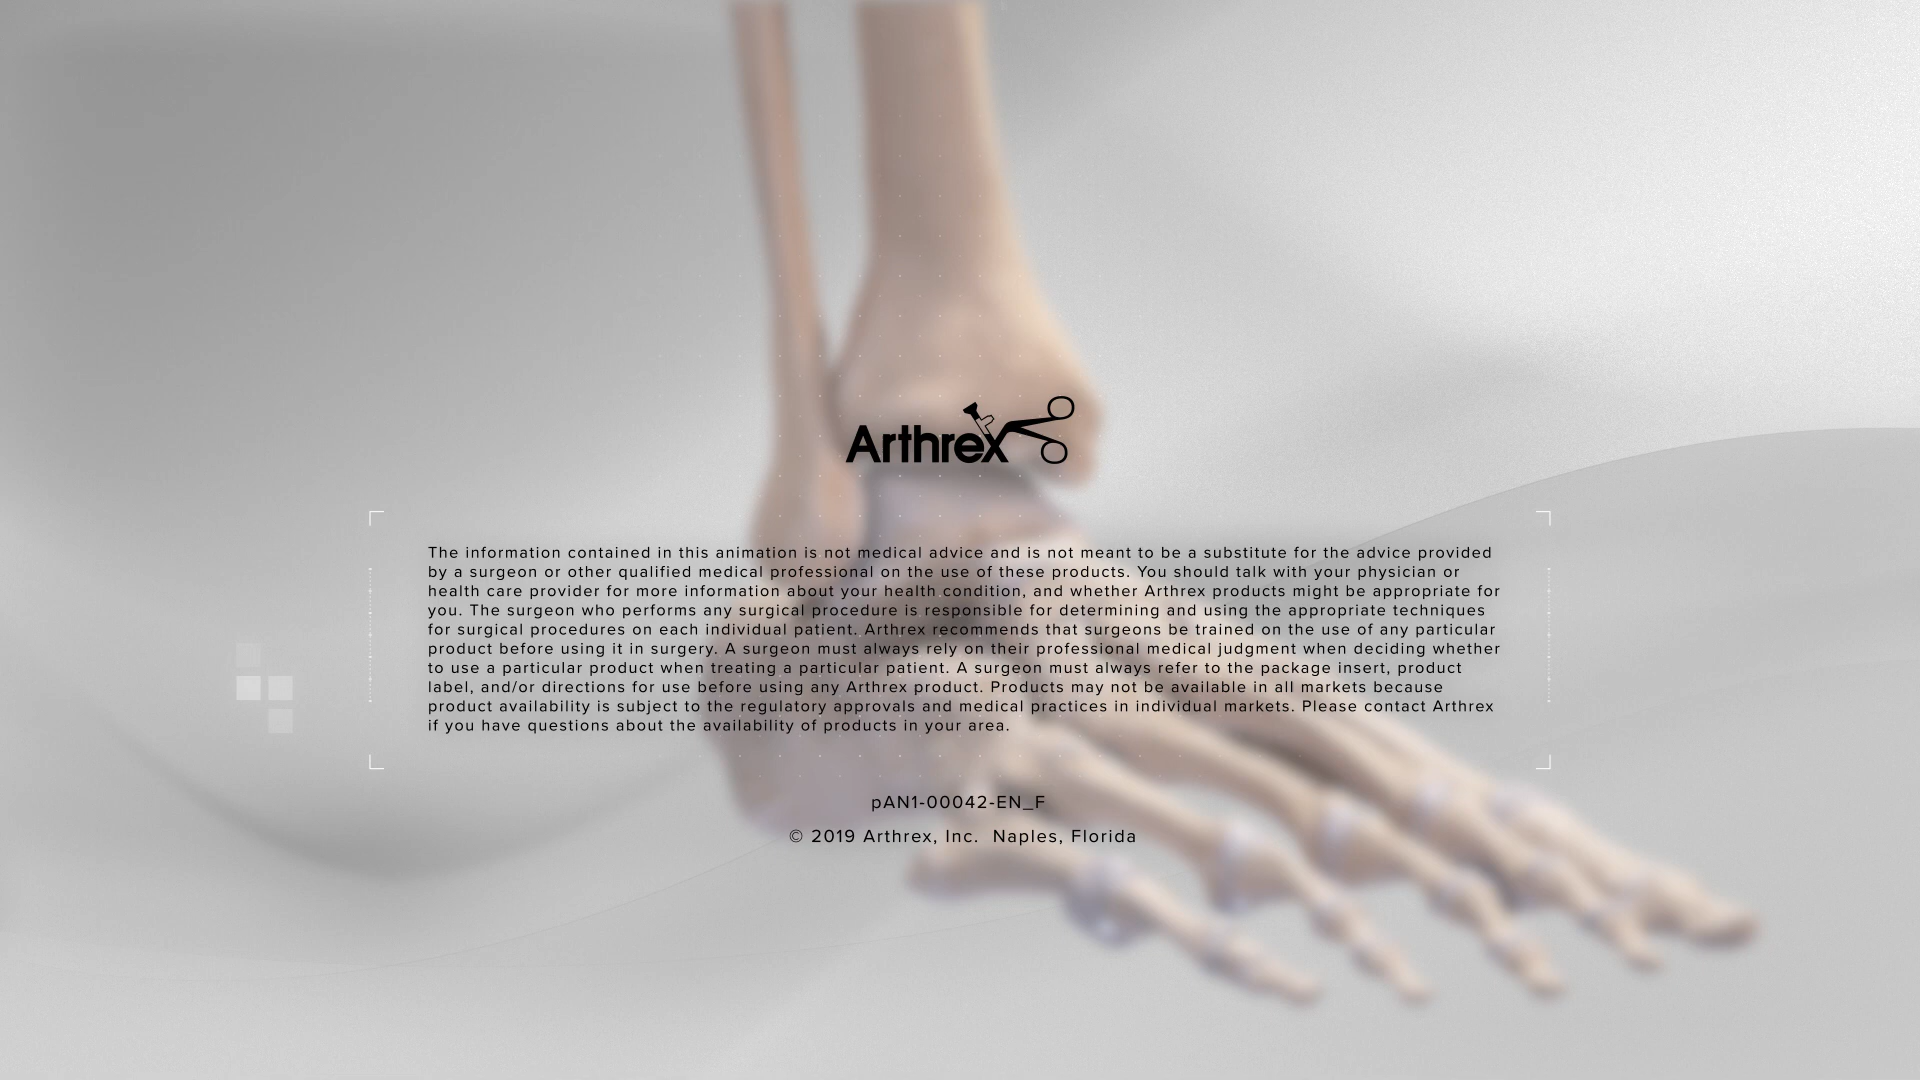 Arthrex
The information contained in this animation is not medical advice and is not meant to be a substitute for the advice provided
by a surgeon or other qualified medical professional on the use of these products. You should talk with your physician or
health care provider for more information about your health condition, and whether Arthrex products might be appropriate for
you. The surgeon who performs any surgical procedure is responsible for determining and using the appropriate techniques
for surgical procedures on each individual patient. Arthrex recommends that surgeons be trained on the use of any particular
product before using it in surgery. A surgeon must always rely on their professional medical judgment when deciding whether
to use a particular product when treating a particular patient. A surgeon must always refer to the package insert, product
label, and/or directions for use before using any Arthrex product. Products may not be available in all markets because
product availability is subject to the regulatory approvals and medical practices in individual markets. Please contact Arthrex
if you have questions about the availability of products in your area.
pAN1-00042-EN_F
© 2019 Arthrex, Inc. Naples, Florida